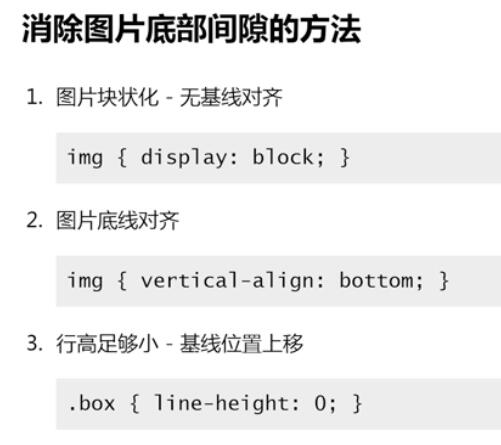 消除图片底部间隙的方法
1. 图片块状化 - 无基线对齐
img { display: block; }
2. 图片底线对齐
img { vertical-align: bottom; }
3. 行高足够小 - 基线位置上移
.box { line-height: 0; }